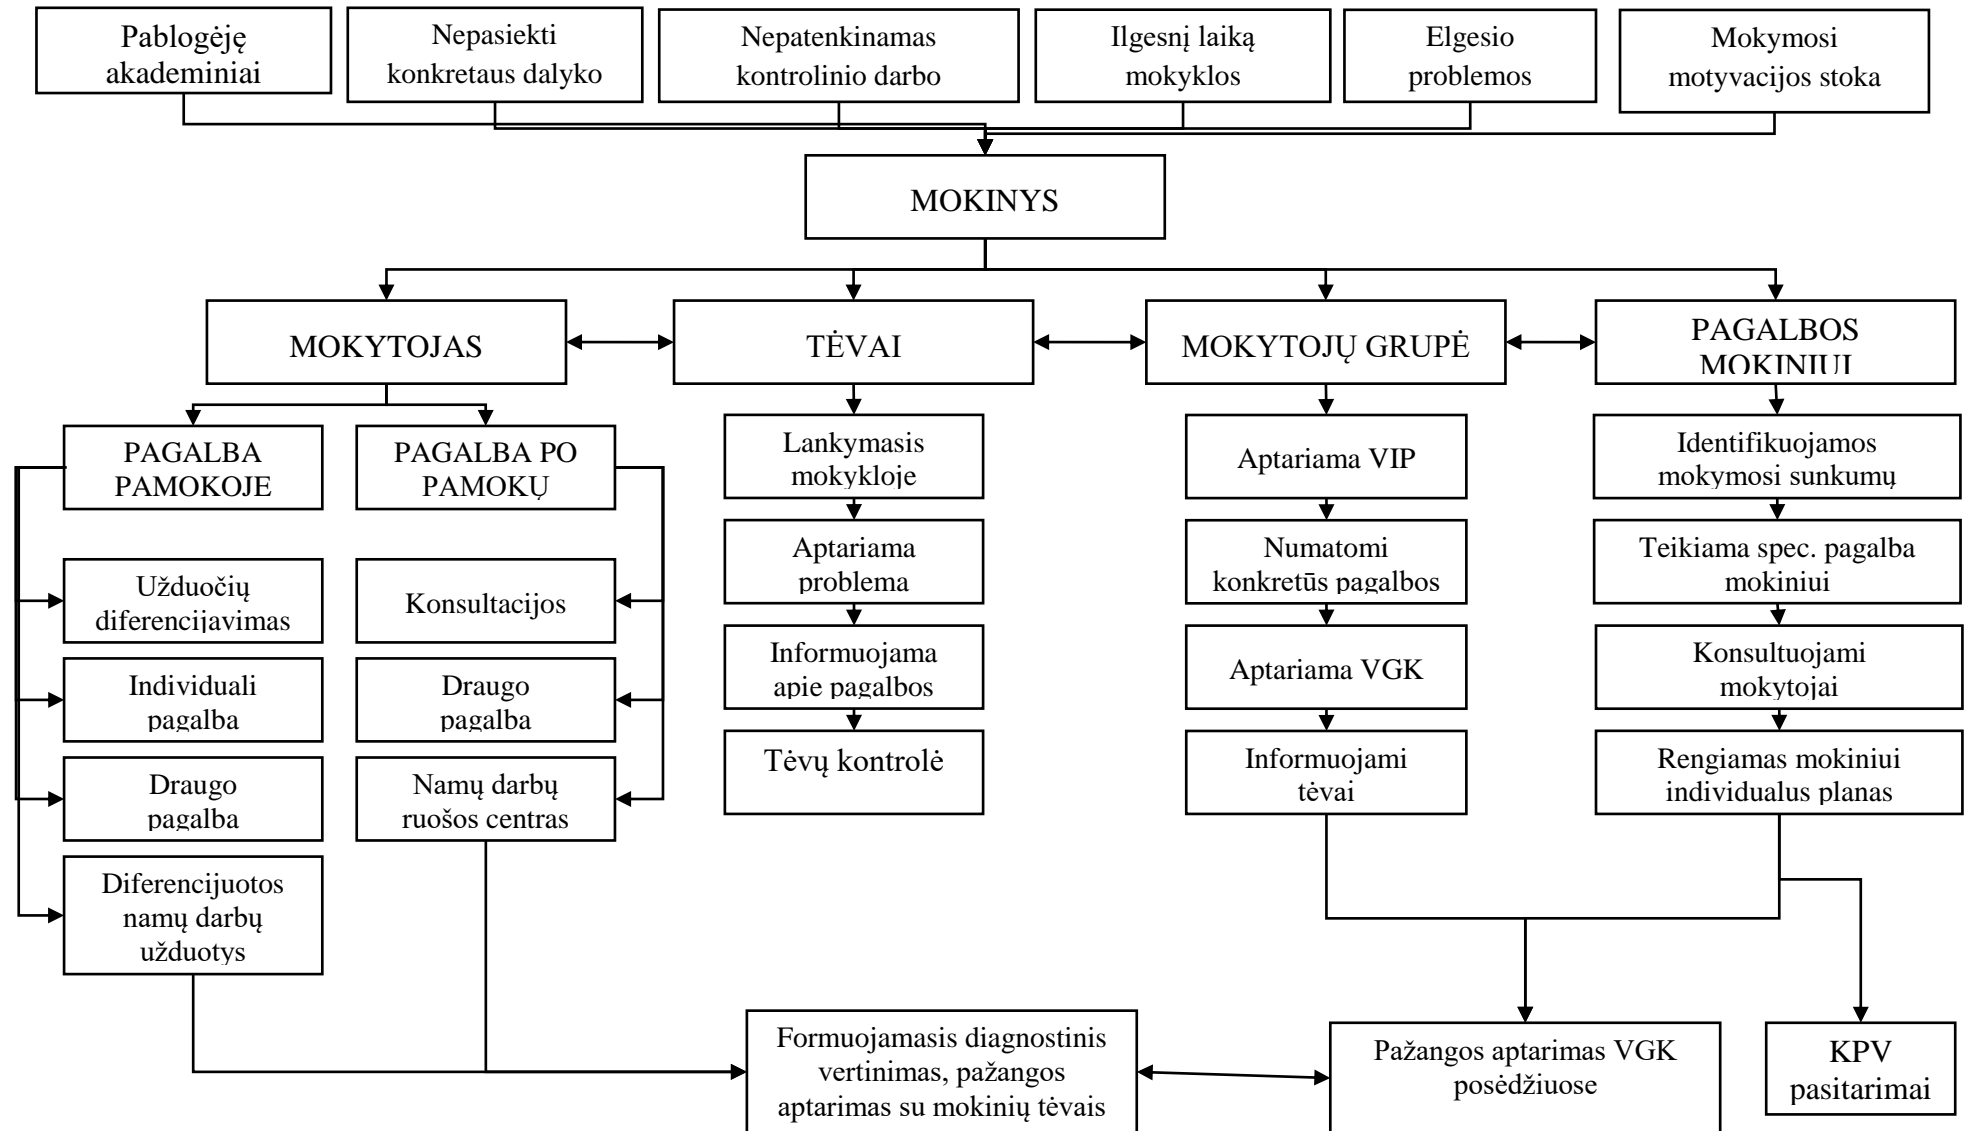 Pablogėję
akademiniai
Nepasiekti
konkretaus dalyko
Nepatenkinamas
kontrolinio darbo
Ilgesnį laiką
mokyklos
Elgesio
problemos
Mokymosi
motyvacijos stoka
MOKINYS
MOKYTOJAS
TĖVAI
MOKYTOJŲ GRUPĖ
PAGALBOS
MOKINIUI
PAGALBA
PAMOKOJE
PAGALBA PO
PAMOKŲ
Lankymasis
mokykloje
Aptariama VIP
Identifikuojamos
mokymosi sunkumų
Užduočių
diferencijavimas
Konsultacijos
Aptariama
problema
Numatomi
konkretūs pagalbos
Teikiama spec. pagalba
mokiniui
Individuali
pagalba
Draugo
pagalba
Informuojama
apie pagalbos
Aptariama VGK
Konsultuojami
mokytojai
Draugo
pagalba
Namų darbų
ruošos centras
Tėvų kontrolė
Informuojami
tėvai
Rengiamas mokiniui
individualus planas
Diferencijuotos
namų darbų
užduotys
Formuojamasis diagnostinis
vertinimas, pažangos
aptarimas su mokinių tėvais
Pažangos aptarimas VGK
posėdžiuose
KPV
pasitarimai